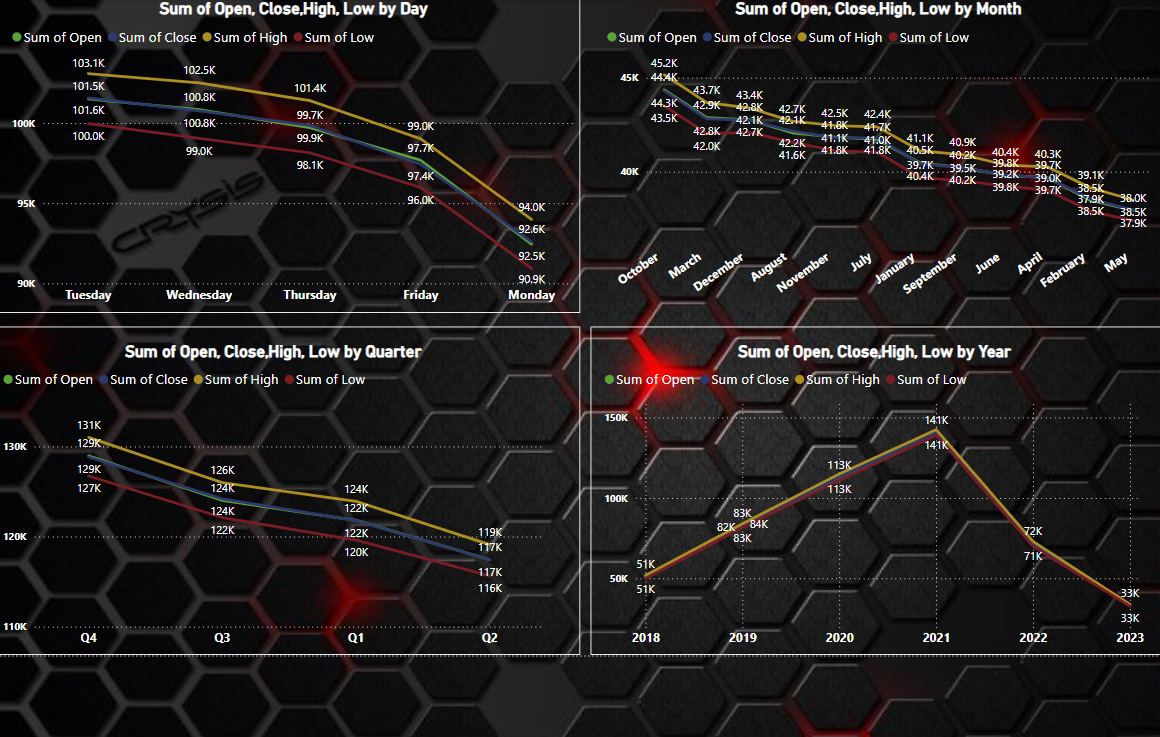 Sum of Open, Close,High, Low by Day
Sum of Open Sum of Close Sum of High Sum of Low
103.1K
102.5K
101.5K
101.4K
100.8K
101.6K
99.7K
100K
100.8K
99.0K
100.0K
99.9K
97.7K
99.0K
98.1K
97.4K
96.0K
95K
94.0K
92.6K
CRYSIS
92.5K
90.9K
90K
Tuesday Wednesday Thursday Friday Monday
Sum of Open, Close,High, Low by Month
Sum of Open Sum of Close Sum of High Sum of Low
45K
45.2K 43.7K 43.4K 42.7K 42.5K 42.4K 41.1K 40.9K 40.4K 40.3K 39.1K 38.0K
44.4K 42.9K 42.8K 42.1K 41.8K 41.7K 40.5K 40.2K 39.8K 39.7K 38.5K
44.3K 42.8K 42.1K 42.2K 41.1K 41.0K 39.7K 39.5K 39.2K 39.0K 37.9K 38.5K
43.5K 42.0K 42.7K 41.6K 41.8K 41.8K 40.4K 40.2K 39.8K 39.7K 38.5K 37.9K
40K
October March December August November July January September June April February May
Sum of Open, Close,High, Low by Quarter
Sum of Open Sum of Close Sum of High Sum of Low
131K
130K
129K
126K
129K
124K
124K
127K
124K
122K
122K
122K
119K
120K
117K
120K
117K
116K
110K
Q4 Q3 Q1 Q2
Sum of Open, Close,High, Low by Year
Sum of Open Sum of Close Sum of High Sum of Low
150K
141K
141K
113K
113K
100K
83K
82K 84K
83K
72K
71K
51K
50K
51K
33K
33K
2018 2019 2020 2021 2022 2023